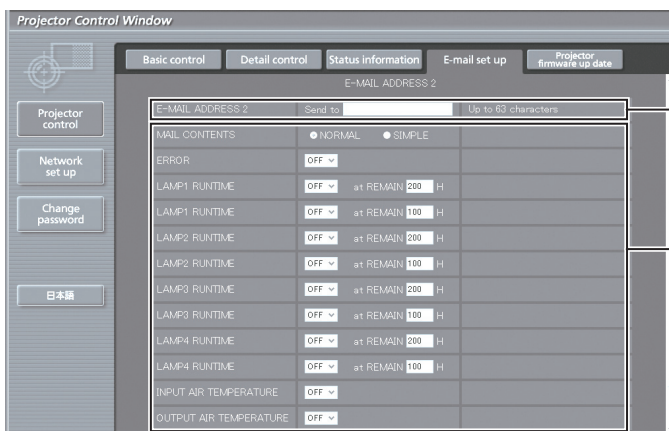 Projector Control Window
Basic control Detail control Status information E-mail set up Projector firmware up date
E-MAIL ADDRESS 2
Projector control
Network set up
Change password
日本語
E-MAIL ADDRESS 2 Send to Up to 63 characters
MAIL CONTENTS NORMAL SIMPLE
ERROR OFF
LAMP1 RUNTIME OFF at REMAIN 200 H
LAMP1 RUNTIME OFF at REMAIN 100 H
LAMP2 RUNTIME OFF at REMAIN 200 H
LAMP2 RUNTIME OFF at REMAIN 100 H
LAMP3 RUNTIME OFF at REMAIN 200 H
LAMP3 RUNTIME OFF at REMAIN 100 H
LAMP4 RUNTIME OFF at REMAIN 200 H
LAMP4 RUNTIME OFF at REMAIN 100 H
INPUT AIR TEMPERATURE OFF
OUTPUT AIR TEMPERATURE OFF